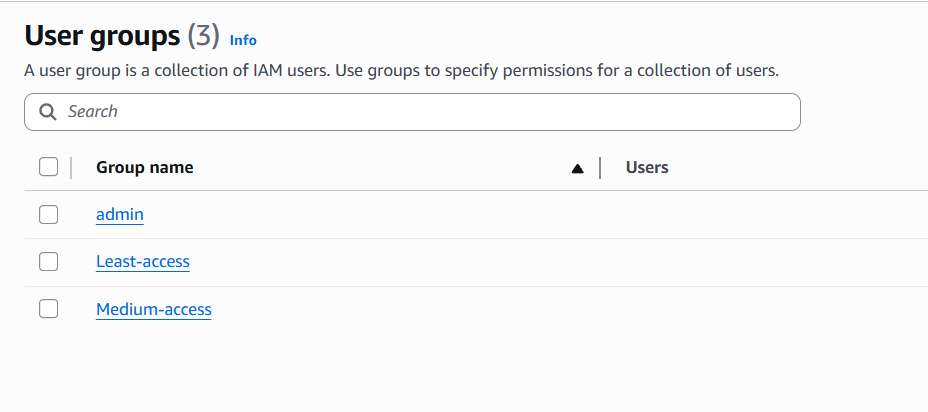 User groups (3) Info
A user group is a collection of IAM users. Use groups to specify permissions for a collection of users.
Search
Group name Users
admin
Least-access
Medium-access